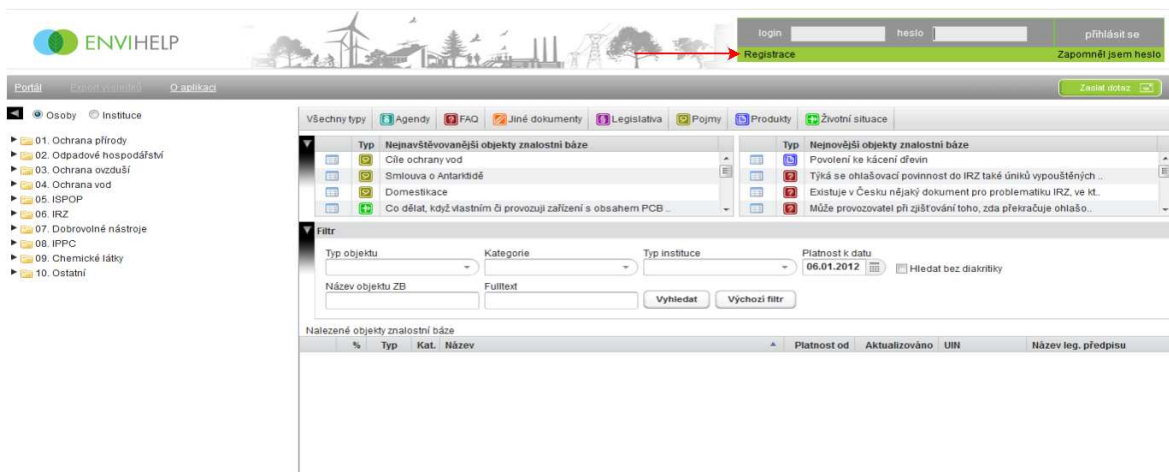 ENVIHELP
login heslo přihlásit se
Registrace Zapomněl jsem heslo
Portál Export výsledků O aplikaci Zaslat dotaz
Osoby Instituce
01. Ochrana přírody
02. Odpadové hospodářství
03. Ochrana ovzduší
04. Ochrana vod
05. ISPOP
06. IRZ
07. Dobrovolné nástroje
08. IPPC
09. Chemické látky
10. Ostatní
Všechny typy Agendy FAQ Jiné dokumenty Legislativa Pojmy Produkty Životní situace
Typ Nejnavštěvovanější objekty znalostní báze
Cíle ochrany vod
Smlouva o Antarktidě
Domestikace
Co dělat, když vlastním či provozuji zařízení s obsahem PCB ..
Typ Nejnovější objekty znalostní báze
Povolení ke kácení dřevin
Týká se ohlašovací povinnost do IRZ také úniků vypouštěných ..
Existuje v Česku nějaký dokument pro problematiku IRZ, ve kt..
Může provozovatel při zjišťování toho, zda překračuje ohlašo..
Filtr
Typ objektu Kategorie Typ instituce Platnost k datu
06.01.2012 Hledat bez diakritiky
Název objektu ZB Fulltext
Vyhledat Výchozí filtr
Nalezené objekty znalostní báze
% Typ Kat. Název Platnost od Aktualizováno UIN Název leg. předpisu